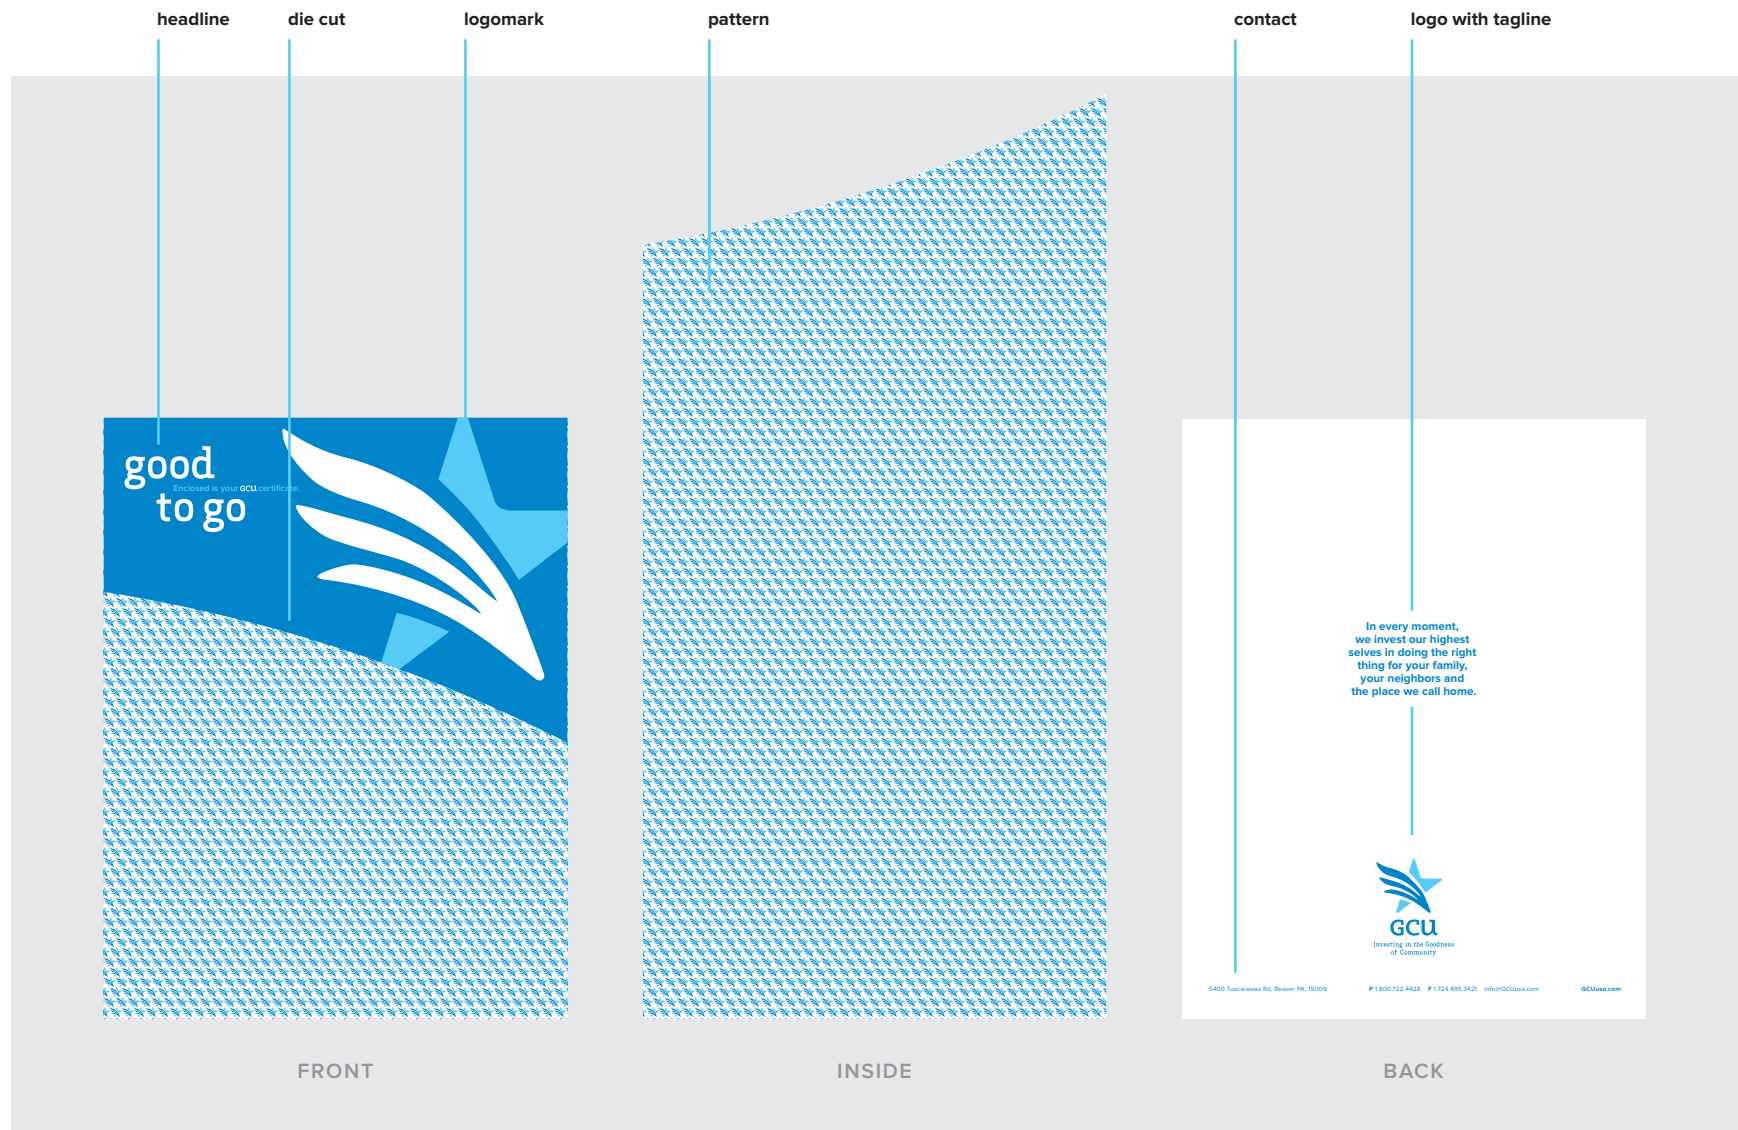 headline
die cut
logomark
pattern
contact
logo with tagline
good
Enclosed is your GCU certificate.
to go
In every moment,
we invest our highest
selves in doing the right
thing for your family,
your neighbors and
the place we call home.
GCU
Investing in the Goodness
of Community
5400 Tuscarawas Rd, Beaver PA, 15009
P 1.800.722.4428 F 1.724.495.3421 info@GCUusa.com
GCUusa.com
FRONT
INSIDE
BACK